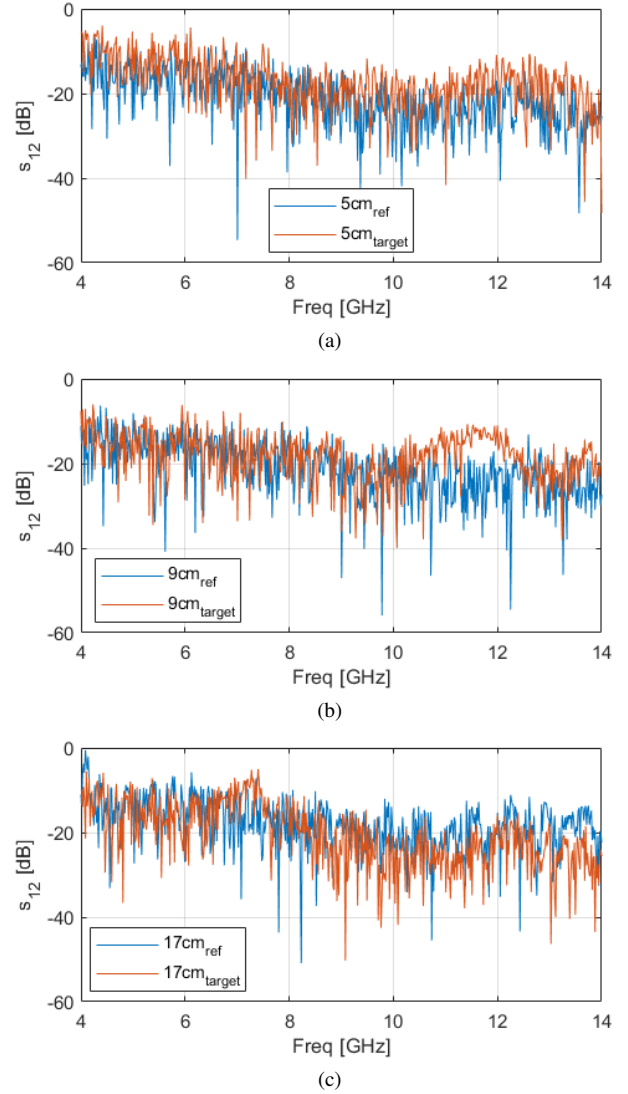 0
-20
-40
-60
s12 [dB]
5cmref
5cmtarget
4 6 8 10 12 14
Freq [GHz]
(a)
0
-20
-40
-60
s12 [dB]
9cmref
9cmtarget
4 6 8 10 12 14
Freq [GHz]
(b)
0
-20
-40
-60
s12 [dB]
17cmref
17cmtarget
4 6 8 10 12 14
Freq [GHz]
(c)